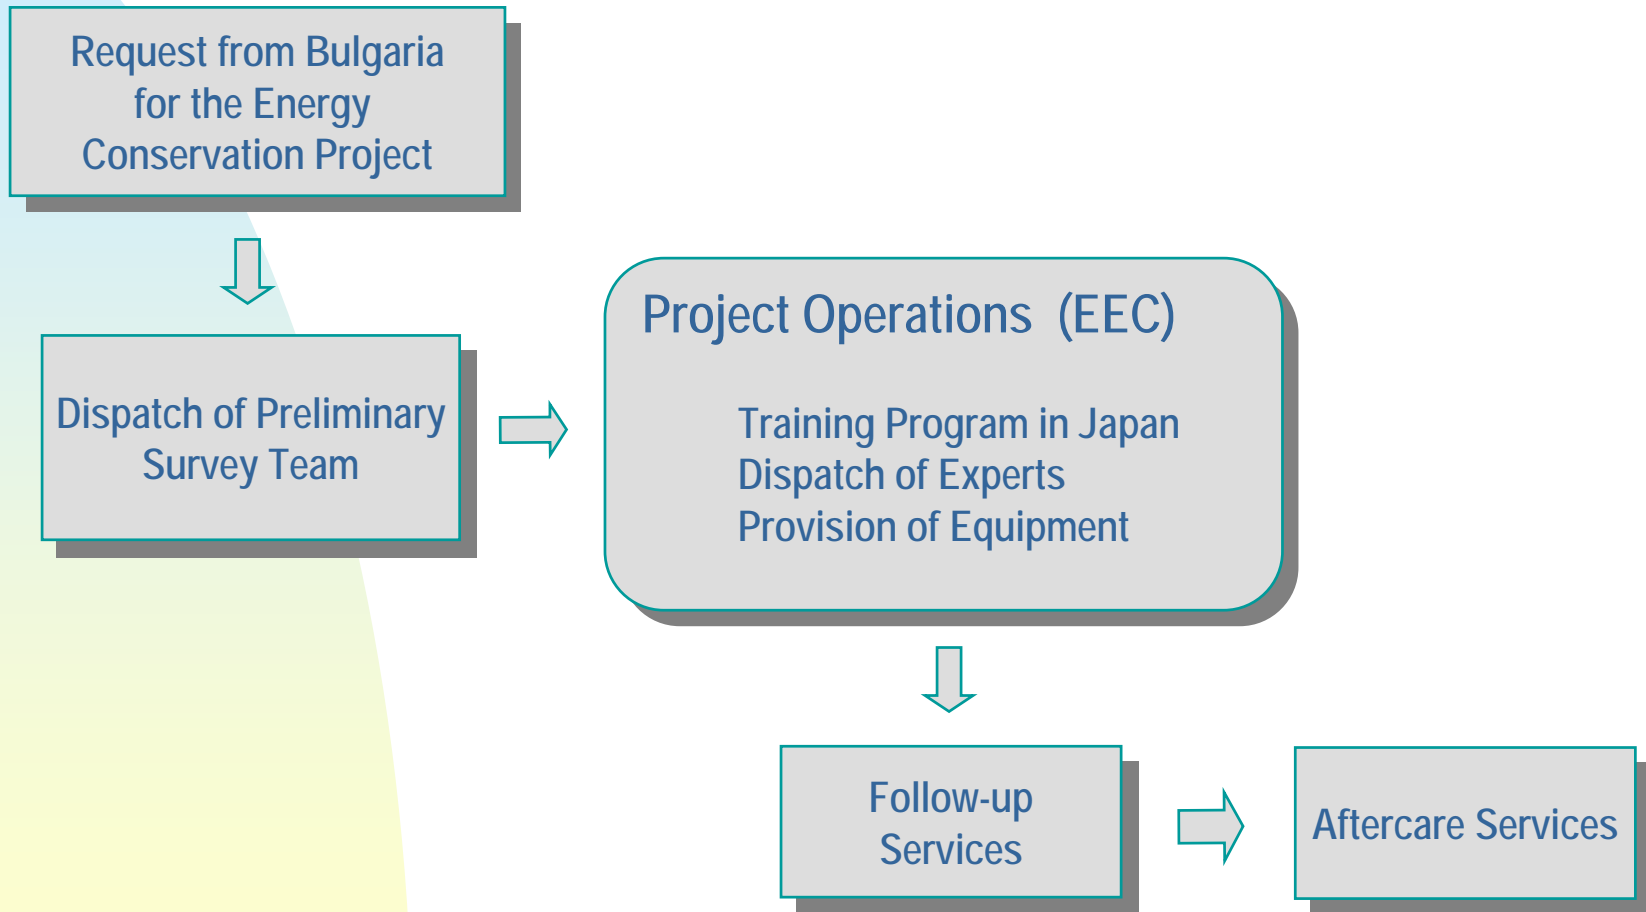 Request from Bulgaria
for the Energy
Conservation Project
Dispatch of Preliminary
Survey Team
Project Operations (EEC)
Training Program in Japan
Dispatch of Experts
Provision of Equipment
Follow-up
Services
Aftercare Services